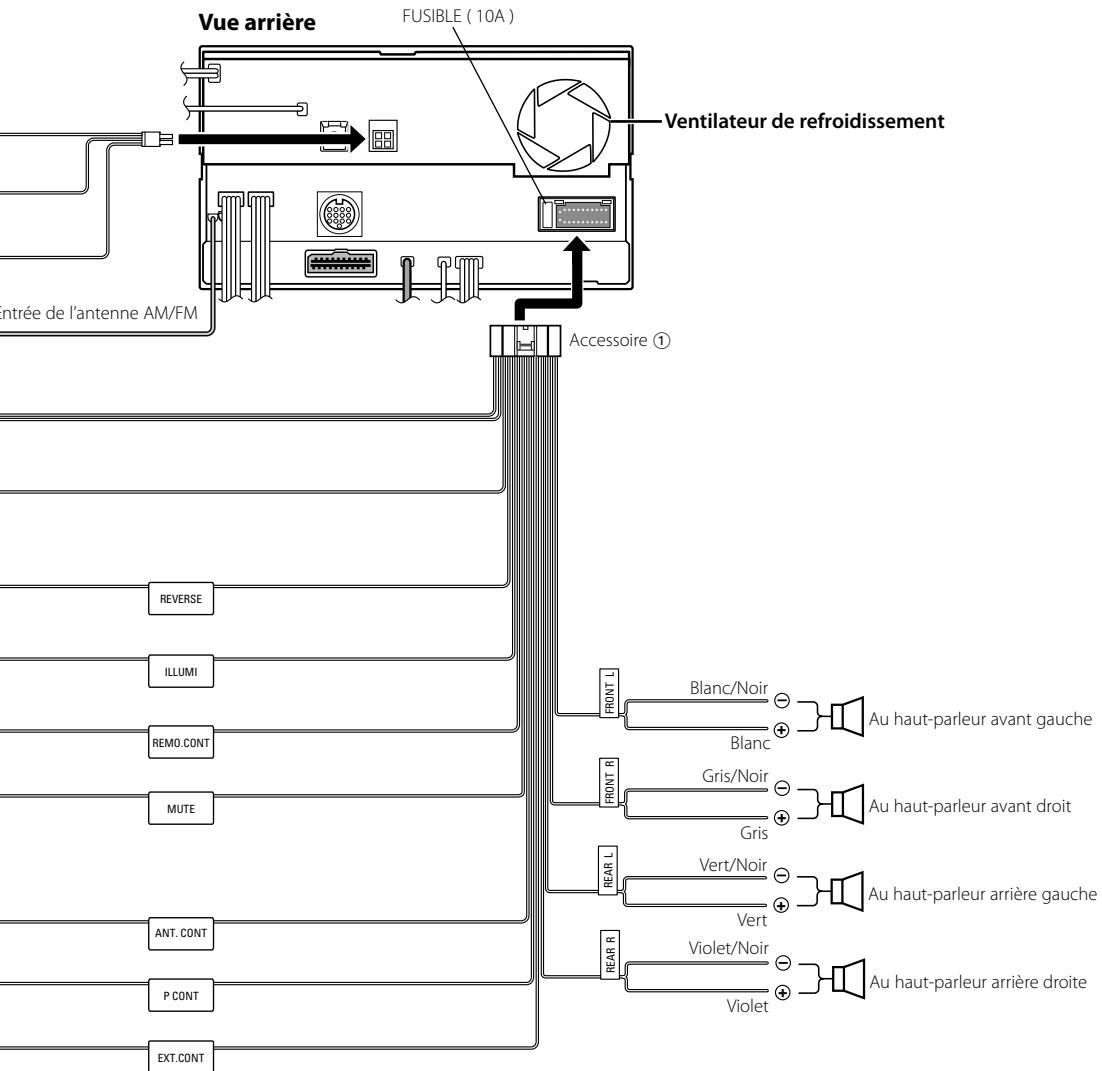 Vue arrière
FUSIBLE ( 10A )
Ventilateur de refroidissement
Entrée de l’antenne AM/FM
Accessoire ①
REVERSE
ILLUMI
REMO.CONT
MUTE
ANT. CONT
P CONT
EXT.CONT
FRONT L
Blanc/Noir
⊖
⊕
Blanc
Au haut-parleur avant gauche
FRONT R
Gris/Noir
⊖
⊕
Gris
Au haut-parleur avant droit
REAR L
Vert/Noir
⊖
⊕
Vert
Au haut-parleur arrière gauche
REAR R
Violet/Noir
⊖
⊕
Violet
Au haut-parleur arrière droite